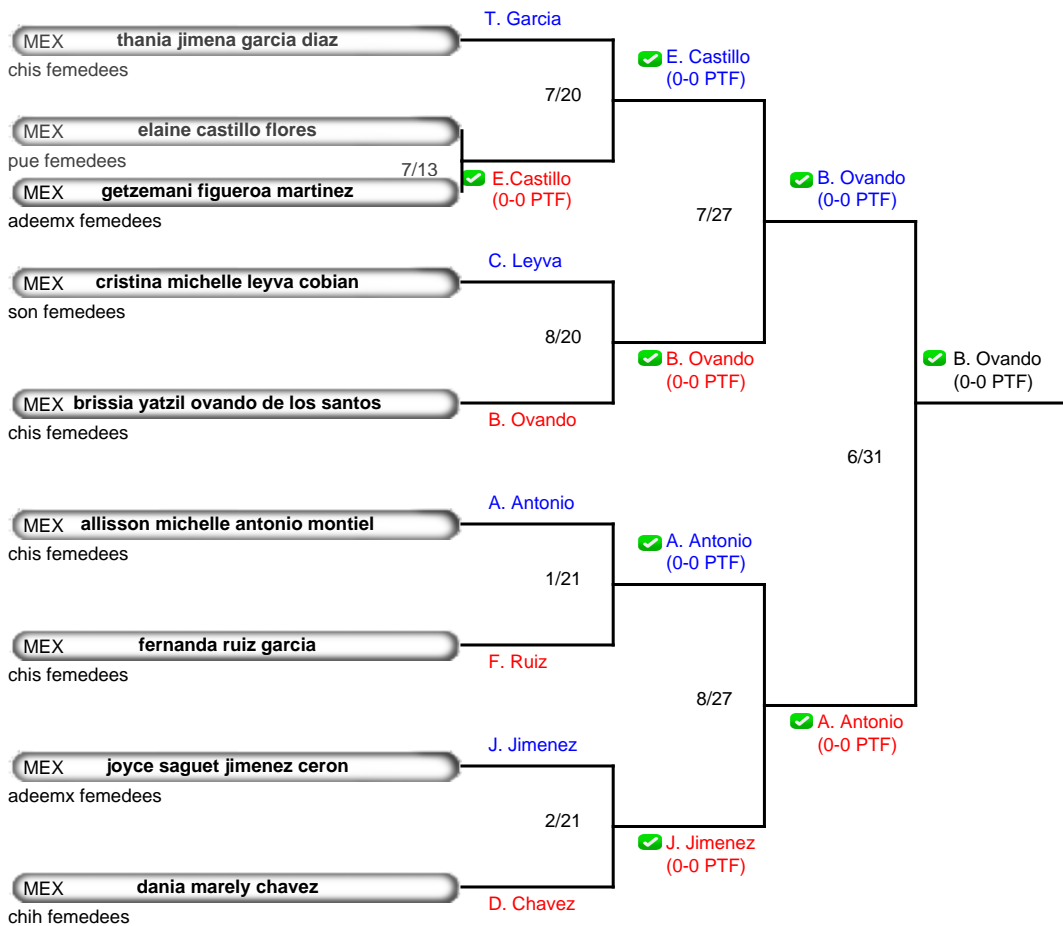 T. Garcia
MEX thania jimena garcia diaz
chis femedees
E. Castillo
(0-0 PTF)
7/20
MEX elaine castillo flores
pue femedees
7/13
E.Castillo
(0-0 PTF)
MEX getzemani figueroa martinez
adeemx femedees
B. Ovando
(0-0 PTF)
7/27
C. Leyva
MEX cristina michelle leyva cobian
son femedees
8/20
B. Ovando
(0-0 PTF)
B. Ovando
(0-0 PTF)
MEX brissia yatzil ovando de los santos
chis femedees
B. Ovando
6/31
A. Antonio
MEX allisson michelle antonio montiel
chis femedees
A. Antonio
(0-0 PTF)
1/21
MEX fernanda ruiz garcia
chis femedees
F. Ruiz
8/27
A. Antonio
(0-0 PTF)
J. Jimenez
MEX joyce saguet jimenez ceron
adeemx femedees
2/21
J. Jimenez
(0-0 PTF)
MEX dania marely chavez
chih femedees
D. Chavez